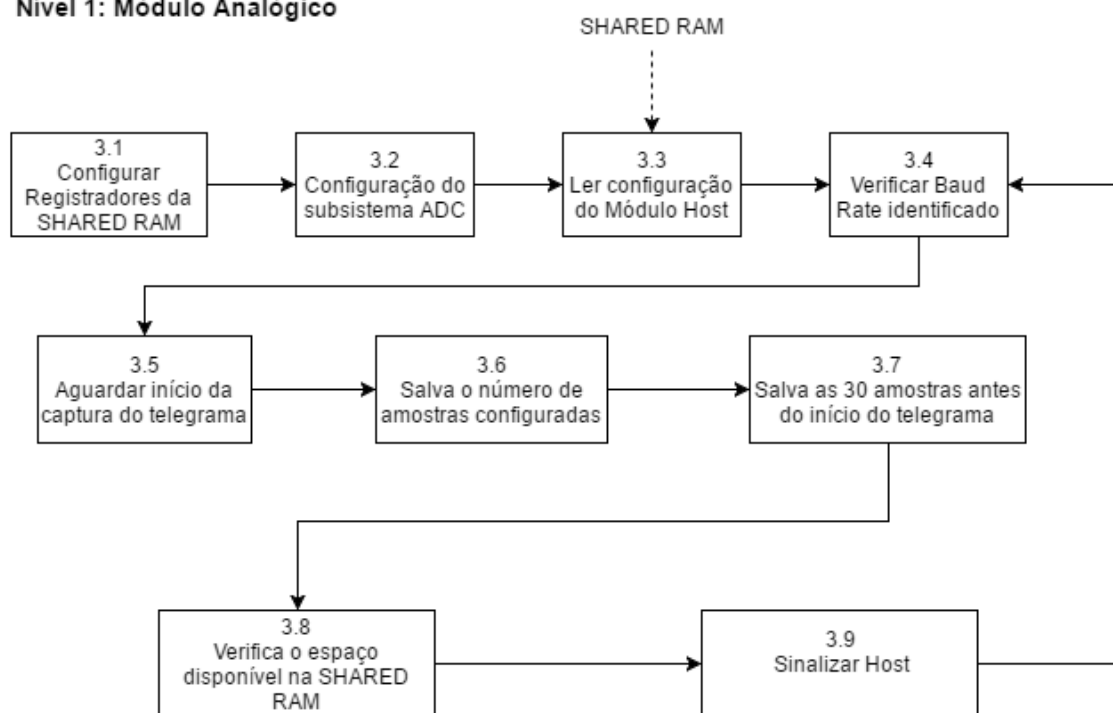 Nível 1: Módulo Analógico
SHARED RAM
3.1
Configurar
Registradores da
SHARED RAM
3.2
Configuração do
subsistema ADC
3.3
Ler configuração
do Módulo Host
3.4
Verificar Baud
Rate identificado
3.5
Aguardar início da
captura do telegrama
3.6
Salva o número de
amostras configuradas
3.7
Salva as 30 amostras antes
do início do telegrama
3.8
Verifica o espaço
disponível na SHARED
RAM
3.9
Sinalizar Host